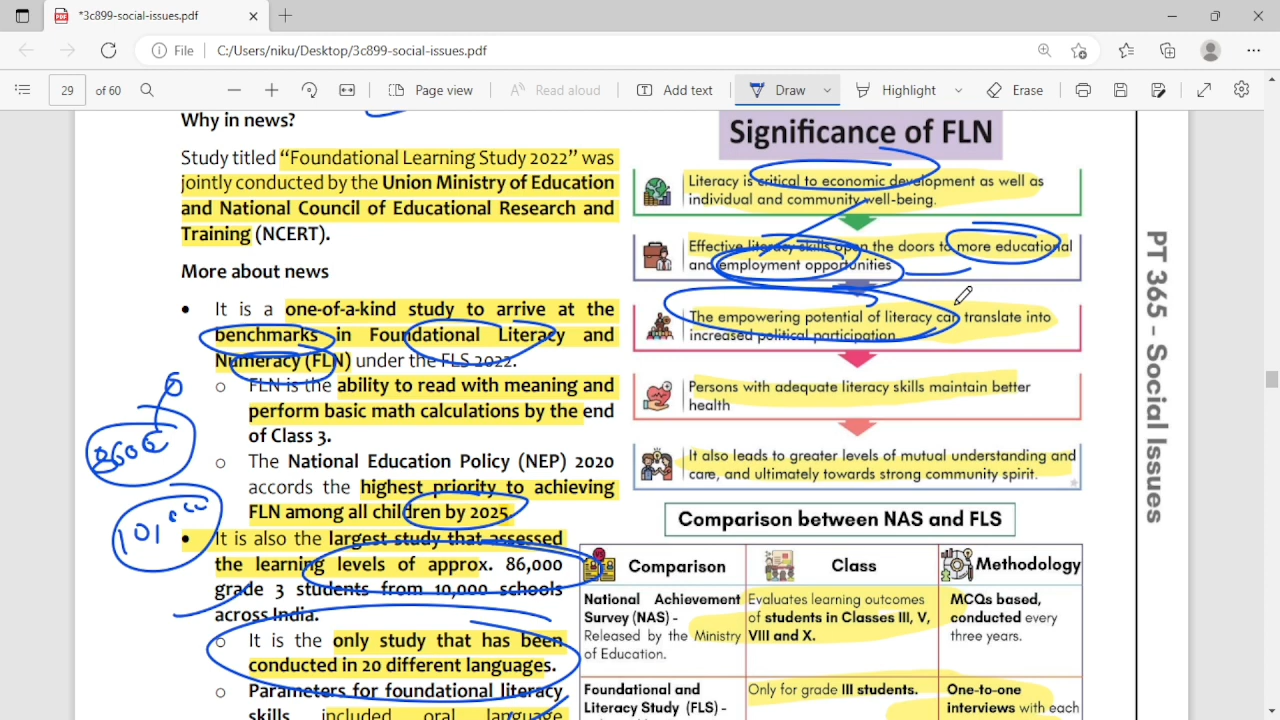 *3c899-social-issues.pdf
File
C:/Users/niku/Desktop/3c899-social-issues.pdf
29
of 60
Page view
Read aloud
Add text
Draw
Highlight
Erase
Why in news?
Study titled “Foundational Learning Study 2022” was
jointly conducted by the Union Ministry of Education
and National Council of Educational Research and
Training (NCERT).
More about news
• It is a one-of-a-kind study to arrive at the
benchmarks in Foundational Literacy and
Numeracy (FLN) under the FLS 2022.
o FLN is the ability to read with meaning and
perform basic math calculations by the end
of Class 3.
o The National Education Policy (NEP) 2020
accords the highest priority to achieving
FLN among all children by 2025.
• It is also the largest study that assessed
the learning levels of approx. 86,000
grade 3 students from 10,000 schools
across India.
o It is the only study that has been
conducted in 20 different languages.
o Parameters for foundational literacy
skills included oral language
Significance of FLN
Literacy is critical to economic development as well as
individual and community well-being.
Effective literacy skills open the doors to more educational
and employment opportunities
The empowering potential of literacy can translate into
increased political participation
Persons with adequate literacy skills maintain better
health
It also leads to greater levels of mutual understanding and
care, and ultimately towards strong community spirit.
Comparison between NAS and FLS
Comparison
Class
Methodology
National Achievement
Survey (NAS) -
Released by the Ministry
of Education.
Evaluates learning outcomes
of students in Classes III, V,
VIII and X.
MCQs based,
conducted every
three years.
Foundational and
Literacy Study (FLS) -
Only for grade III students.
One-to-one
interviews with each
PT 365 - Social Issues